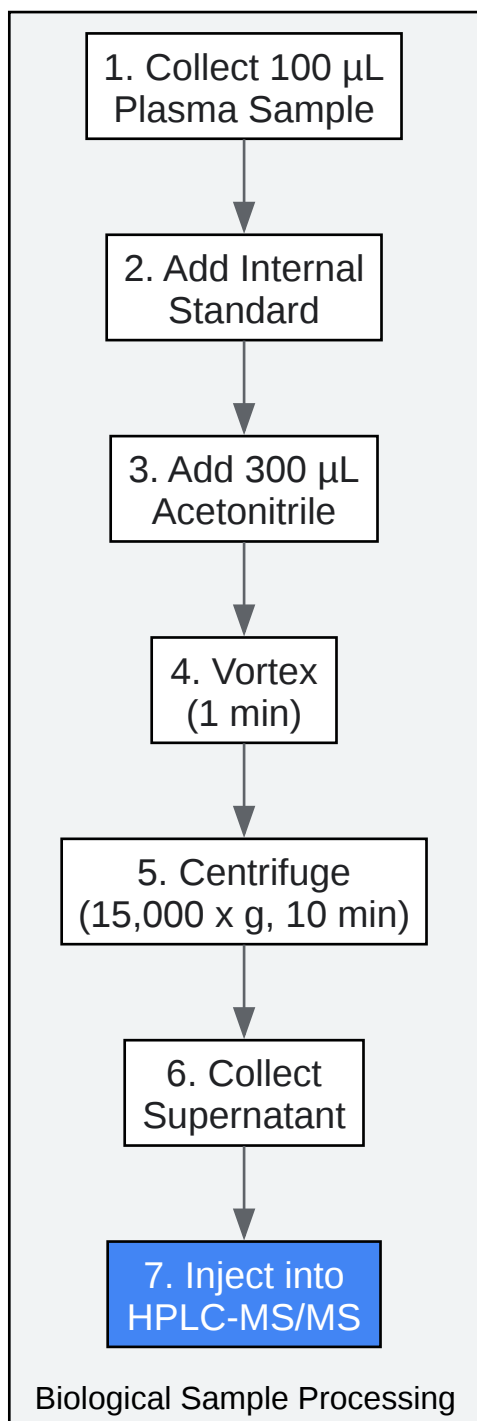 1. Collect 100 µL
Plasma Sample
2. Add Internal
Standard
3. Add 300 µL
Acetonitrile
4. Vortex
(1 min)
5. Centrifuge
(15,000 x g, 10 min)
6. Collect
Supernatant
7. Inject into
HPLC-MS/MS
Biological Sample Processing